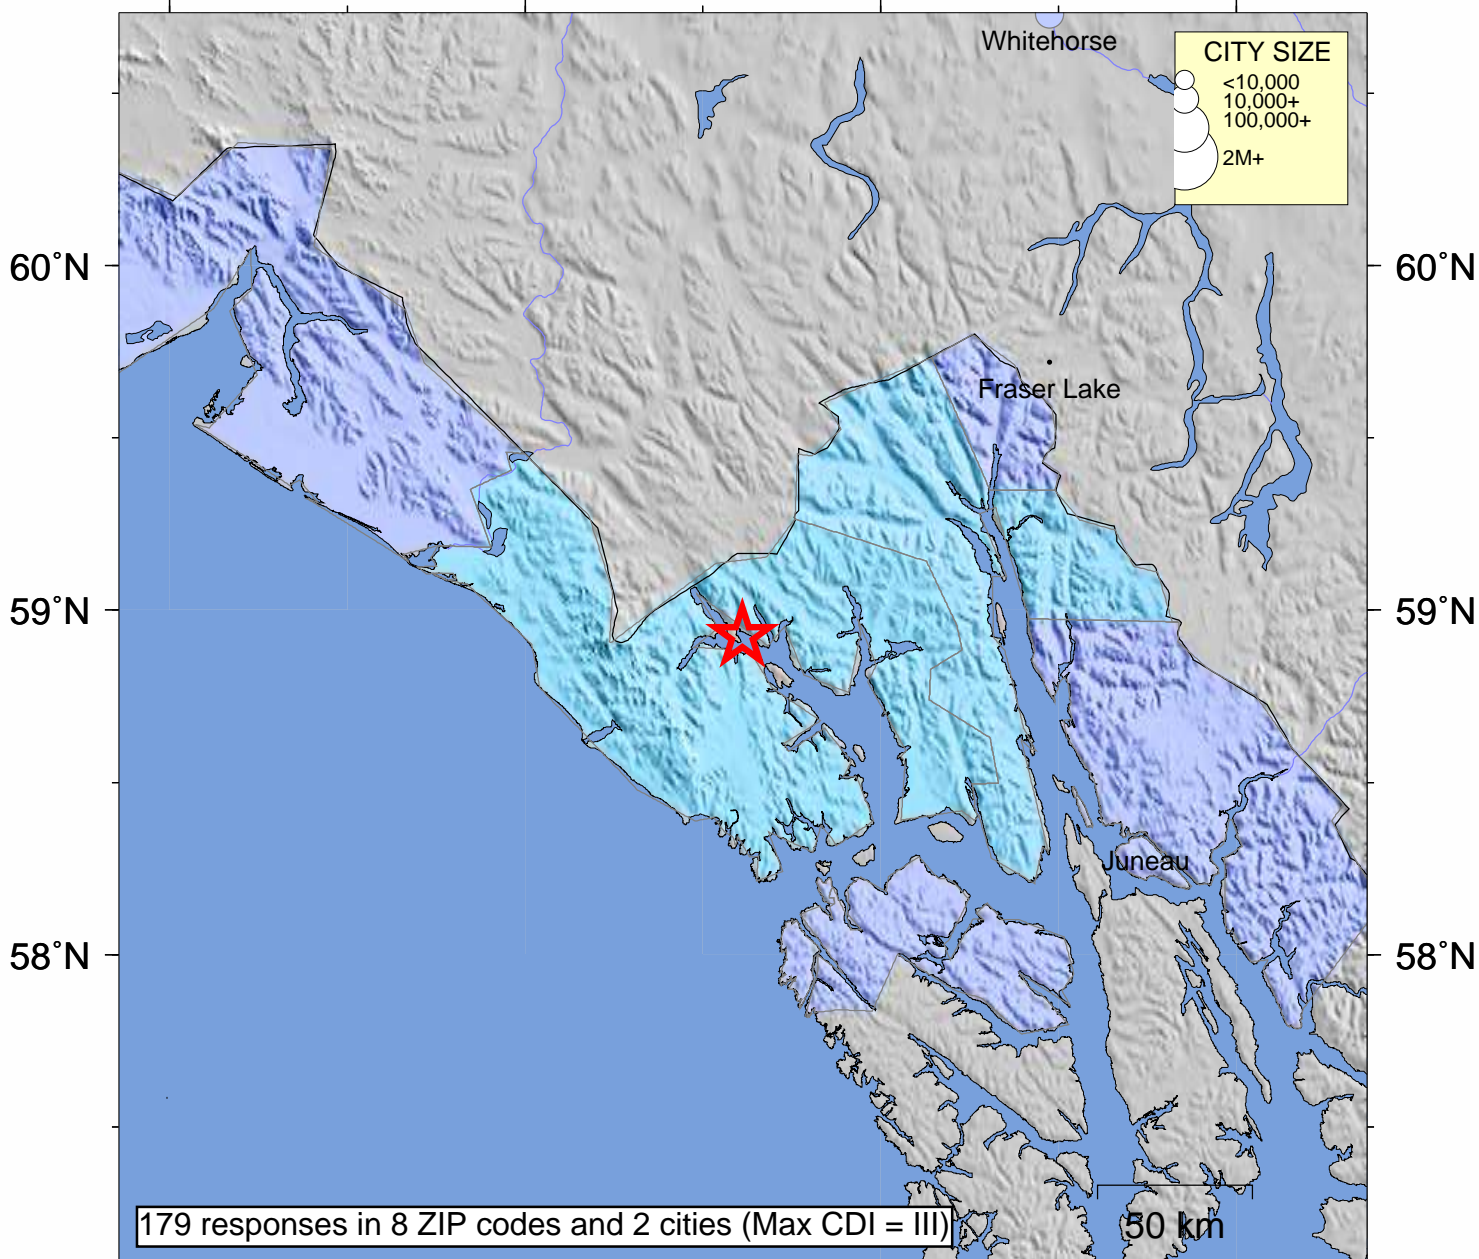 Whitehorse
CITY SIZE
<10,000
10,000+
100,000+
2M+
60˚N
60˚N
Fraser Lake
59˚N
59˚N
Juneau
58˚N
58˚N
179 responses in 8 ZIP codes and 2 cities (Max CDI = III)
50 km